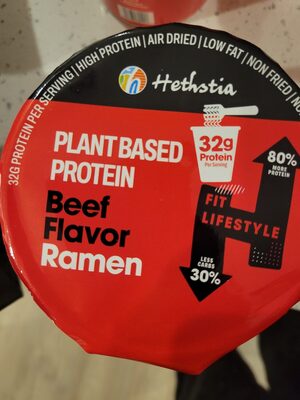 32G PROTEIN PER SERVING | HIGH PROTEIN | AIR DRIED | LOW FAT | NON FRIED |
Hethstia
PLANT BASED
PROTEIN
Beef
Flavor
Ramen
32g
Protein
Per Serving
80%
MORE
PROTEIN
FIT
LIFESTYLE
LESS
CARBS
30%